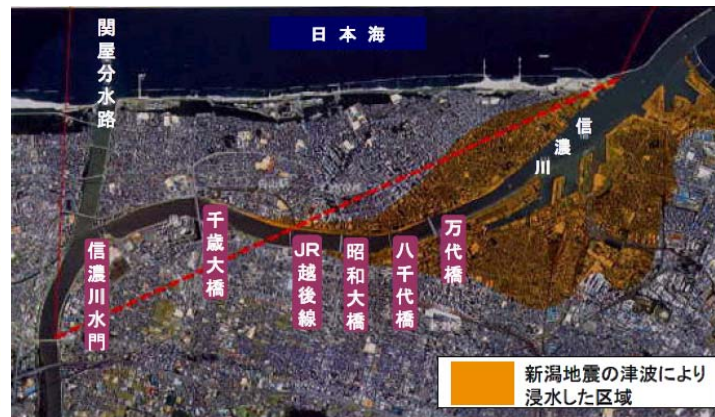 日本海
関屋分水路
信濃川
千歳大橋
信濃川水門
JR越後線
昭和大橋
八千代橋
万代橋
新潟地震の津波により
浸水した区域